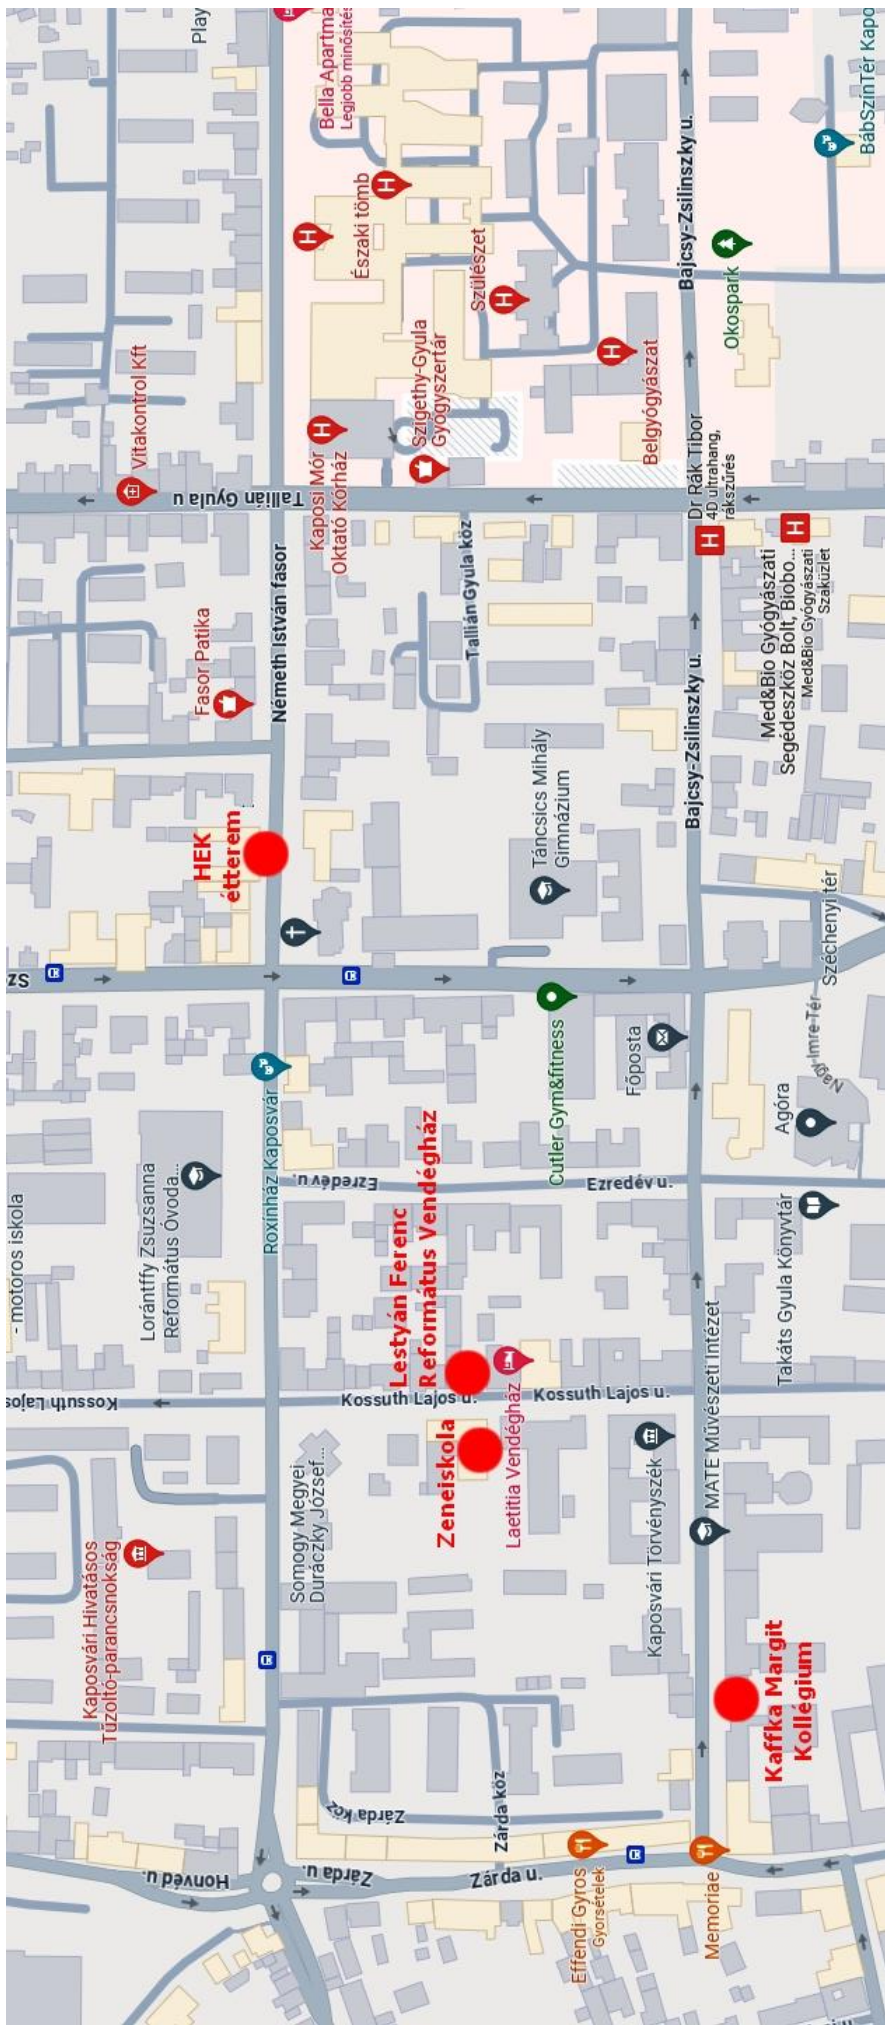 - motoros iskola
Sz
Play
Kossuth Lajos
Kaposvári Hivatásos
Tűzoltó-parancsnokság
Lorántffy Zsuzsanna
Református Óvoda...
Vitakontrol Kft
Honvéd u.
HEK
étterem
Fasor Patika
Tallián Gyula u
Roxínház Kaposvár
Németh István fasor
Zárda u.
Somogy Megyei
Duráczky József...
Ezredév u.
Kaposi Mór
Oktató Kórház
Északi tömb
Bella Apartma
Legjobb minősítés
Zárda köz
Kossuth Lajos u.
Lestyán Ferenc
Református Vendégház
Szigethy-Gyula
Gyógyszertár
Zeneiskola
Tallián Gyula köz
Szülészet
Zárda u.
Zárda köz
Laetitia Vendégház
Kossuth Lajos u.
Cutler Gym&fitness
Táncsics Mihály
Gimnázium
Effendi Gyros
Gyorsételek
Ezredév u.
Főposta
Belgyógyászat
Kaposvári Törvényszék
Bajcsy-Zsilinszky u.
Bajcsy-Zsilinszky u.
Memoriae
MATE Művészeti Intézet
Dr Rák Tibor
4D ultrahang,
rákszűrés
Okospark
Kaffka Margit
Kollégium
Takáts Gyula Könyvtár
Agóra
Med&Bio Gyógyászati
Segédeszköz Bolt, Biobo...
Med&Bio Gyógyászati
Szaküzlet
Nagy Imre Tér
Széchenyi tér
BábSzínTér Kapo